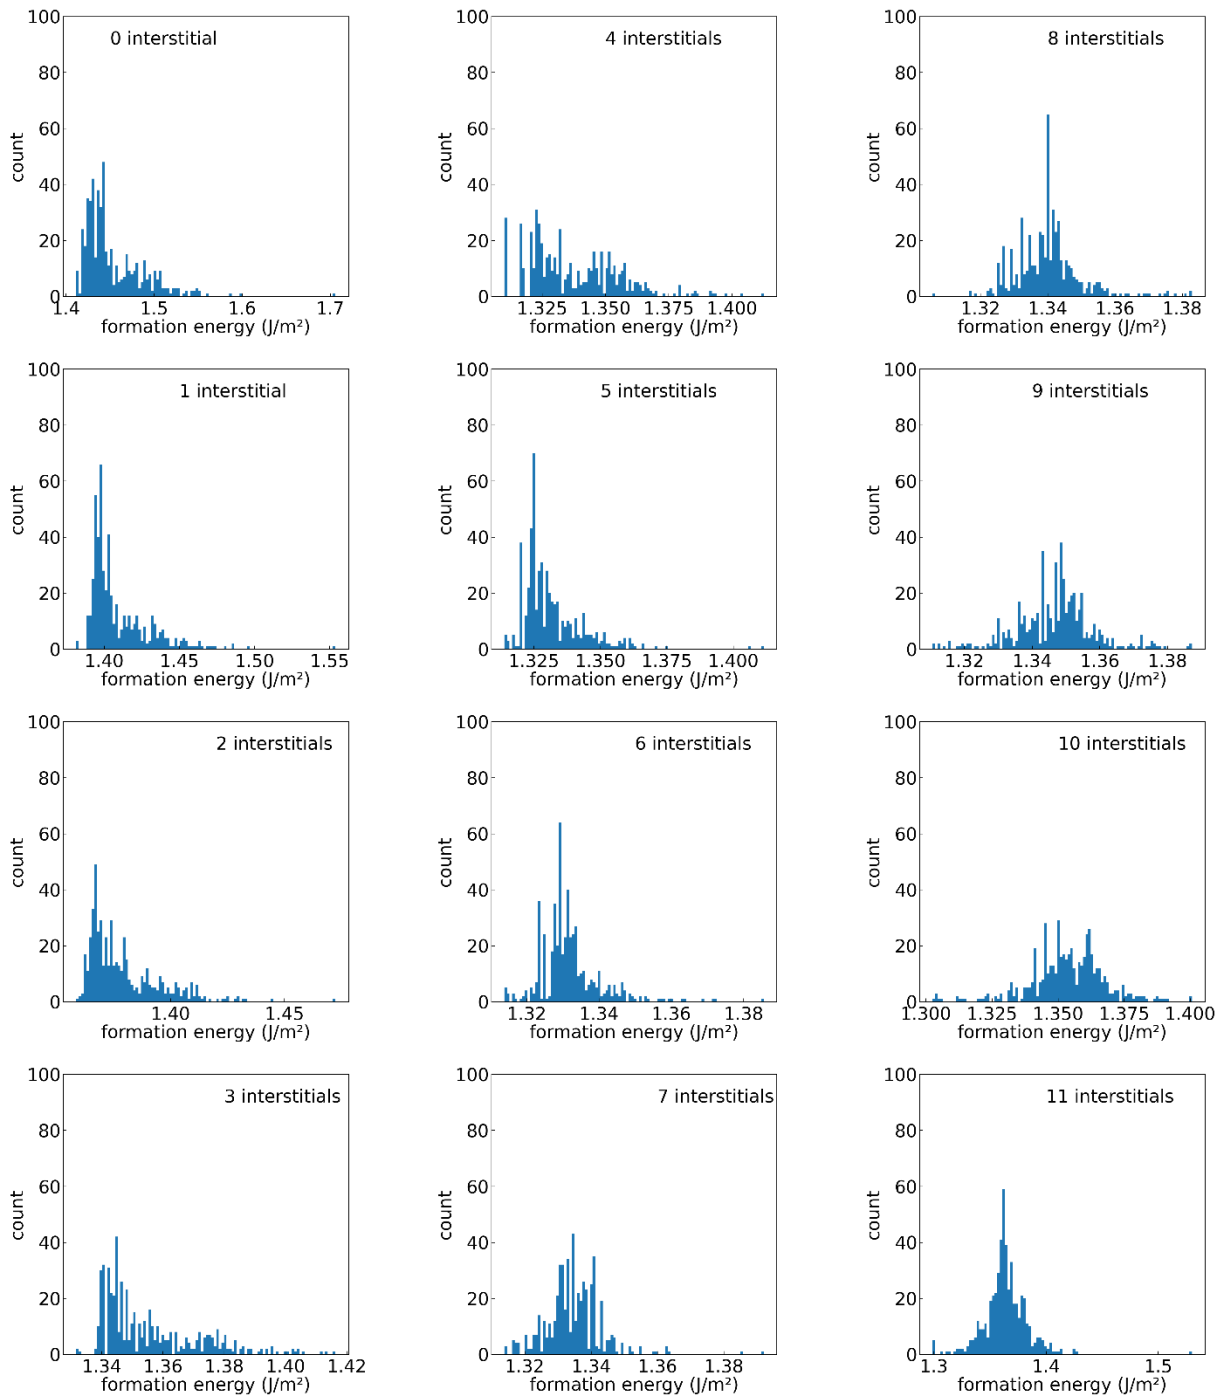 100
80
60
40
20
0
count
0 interstitial
1.4 1.5 1.6 1.7
formation energy (J/m²)
100
80
60
40
20
0
count
4 interstitials
1.325 1.350 1.375 1.400
formation energy (J/m²)
100
80
60
40
20
0
count
8 interstitials
1.32 1.34 1.36 1.38
formation energy (J/m²)
100
80
60
40
20
0
count
1 interstitial
1.40 1.45 1.50 1.55
formation energy (J/m²)
100
80
60
40
20
0
count
5 interstitials
1.325 1.350 1.375 1.400
formation energy (J/m²)
100
80
60
40
20
0
count
9 interstitials
1.32 1.34 1.36 1.38
formation energy (J/m²)
100
80
60
40
20
0
count
2 interstitials
1.40 1.45
formation energy (J/m²)
100
80
60
40
20
0
count
6 interstitials
1.32 1.34 1.36 1.38
formation energy (J/m²)
100
80
60
40
20
0
count
10 interstitials
1.300 1.325 1.350 1.375 1.400
formation energy (J/m²)
100
80
60
40
20
0
count
3 interstitials
1.34 1.36 1.38 1.40 1.42
formation energy (J/m²)
100
80
60
40
20
0
count
7 interstitials
1.32 1.34 1.36 1.38
formation energy (J/m²)
100
80
60
40
20
0
count
11 interstitials
1.3 1.4 1.5
formation energy (J/m²)